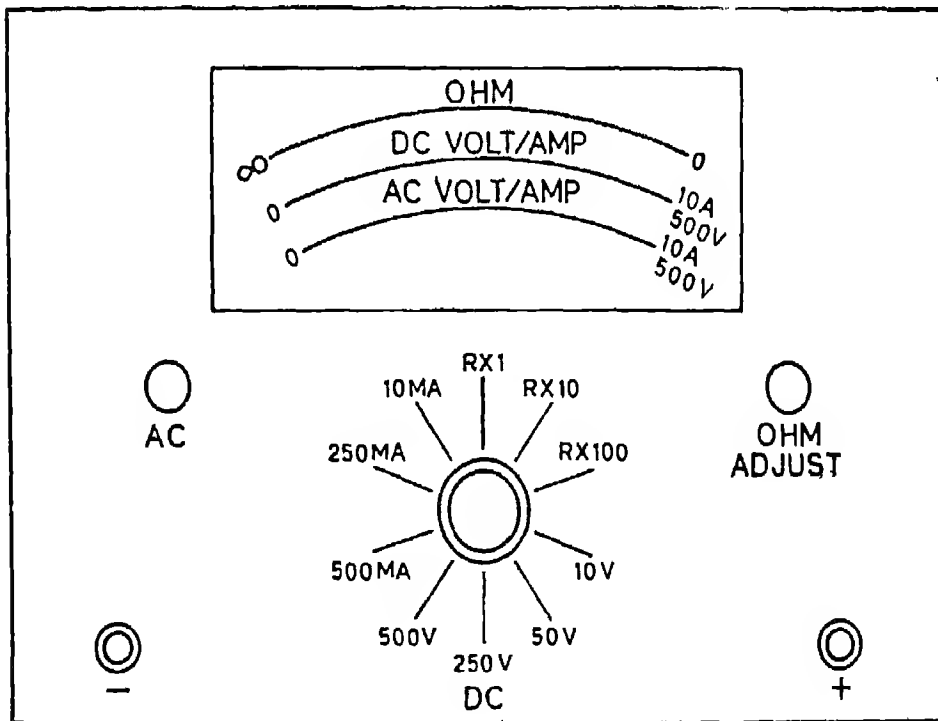 OHM
∞ 0
DC VOLT/AMP
0 10A
500V
AC VOLT/AMP
0 10A
500V
AC
OHM
ADJUST
RX1
10MA RX10
250MA RX100
500MA 10V
500V 50V
250V
DC
- +